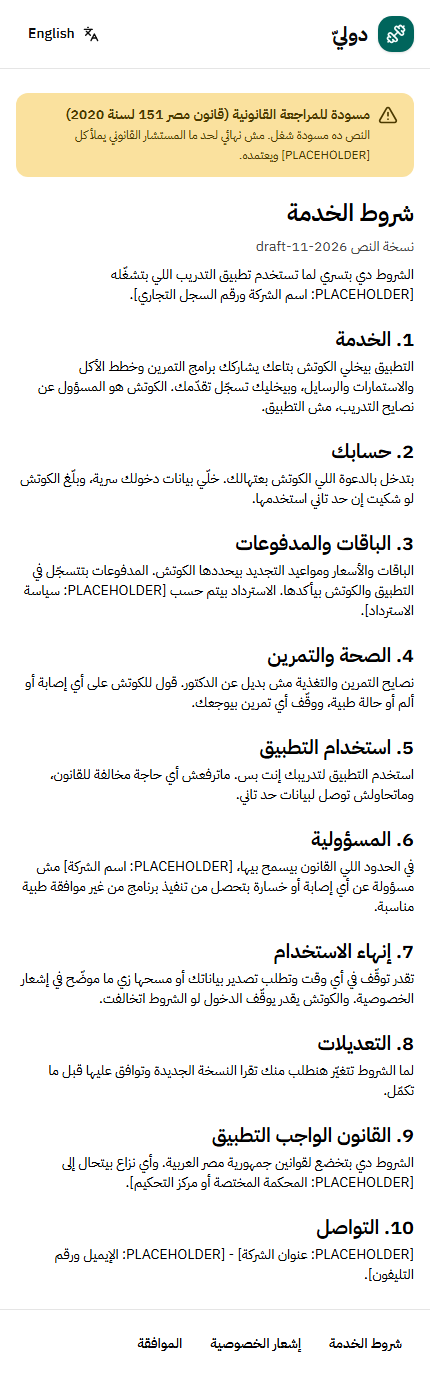 دوليّ
English
مسودة للمراجعة القانونية (قانون مصر 151 لسنة 2020)
النص ده مسودة شغل. مش نهائي لحد ما المستشار القانوني يملأ كل
[PLACEHOLDER] ويعتمده.
شروط الخدمة
نسخة النص draft-11-2026
الشروط دي بتسري لما تستخدم تطبيق التدريب اللي بتشغّله
[PLACEHOLDER: اسم الشركة ورقم السجل التجاري].
1. الخدمة
التطبيق بيخلي الكوتش بتاعك يشاركك برامج التمرين وخطط الأكل
والاستمارات والرسايل، وبيخليك تسجّل تقدّمك. الكوتش هو المسؤول عن
نصايح التدريب، مش التطبيق.
2. حسابك
بتدخل بالدعوة اللي الكوتش بعتهالك. خلّي بيانات دخولك سرية، وبلّغ الكوتش
لو شكيت إن حد تاني استخدمها.
3. الباقات والمدفوعات
الباقات والأسعار ومواعيد التجديد بيحددها الكوتش. المدفوعات بتتسجّل في
التطبيق والكوتش بيأكدها. الاسترداد بيتم حسب [PLACEHOLDER: سياسة
الاسترداد].
4. الصحة والتمرين
نصايح التمرين والتغذية مش بديل عن الدكتور. قول للكوتش على أي إصابة أو
ألم أو حالة طبية، ووقّف أي تمرين بيوجعك.
5. استخدام التطبيق
استخدم التطبيق لتدريبك إنت بس. ماترفعش أي حاجة مخالفة للقانون،
وماتحاولش توصل لبيانات حد تاني.
6. المسؤولية
في الحدود اللي القانون بيسمح بيها، [PLACEHOLDER: اسم الشركة] مش
مسؤولة عن أي إصابة أو خسارة بتحصل من تنفيذ برنامج من غير موافقة طبية
مناسبة.
7. إنهاء الاستخدام
تقدر توقّف في أي وقت وتطلب تصدير بياناتك أو مسحها زي ما موضّح في إشعار
الخصوصية. والكوتش يقدر يوقّف الدخول لو الشروط اتخالفت.
8. التعديلات
لما الشروط تتغيّر هنطلب منك تقرا النسخة الجديدة وتوافق عليها قبل ما
تكمّل.
9. القانون الواجب التطبيق
الشروط دي بتخضع لقوانين جمهورية مصر العربية. وأي نزاع بيتحال إلى
[PLACEHOLDER: المحكمة المختصة أو مركز التحكيم].
10. التواصل
[PLACEHOLDER: عنوان الشركة] - [PLACEHOLDER: الإيميل ورقم
التليفون].
شروط الخدمة
إشعار الخصوصية
الموافقة